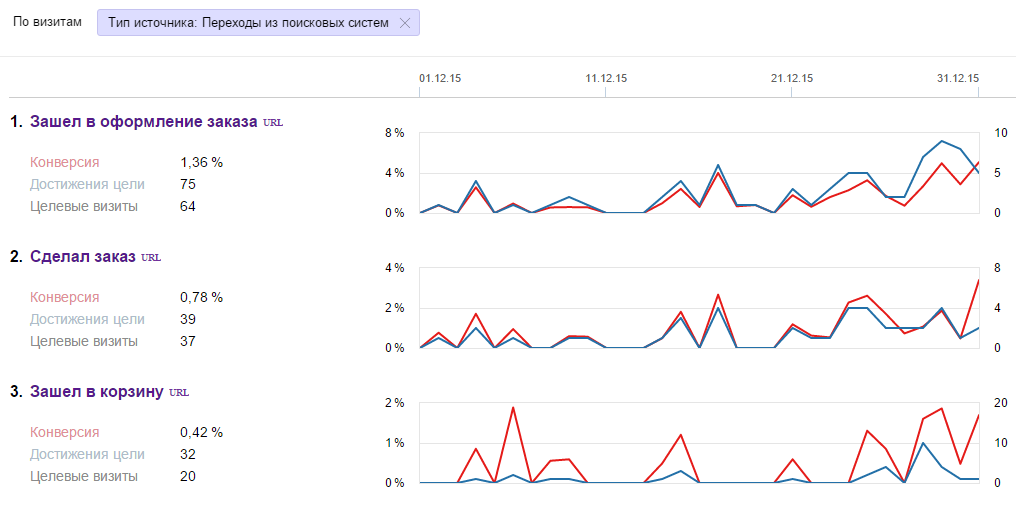 По визитам Тип источника: Переходы из поисковых систем
01.12.15 11.12.15 21.12.15 31.12.15
1. Зашел в оформление заказа URL
Конверсия 1,36 %
Достижения цели 75
Целевые визиты 64
8 % 10
4 % 5
0 % 0
2. Сделал заказ URL
Конверсия 0,78 %
Достижения цели 39
Целевые визиты 37
4 % 8
2 % 4
0 % 0
3. Зашел в корзину URL
Конверсия 0,42 %
Достижения цели 32
Целевые визиты 20
2 % 20
1 % 10
0 % 0